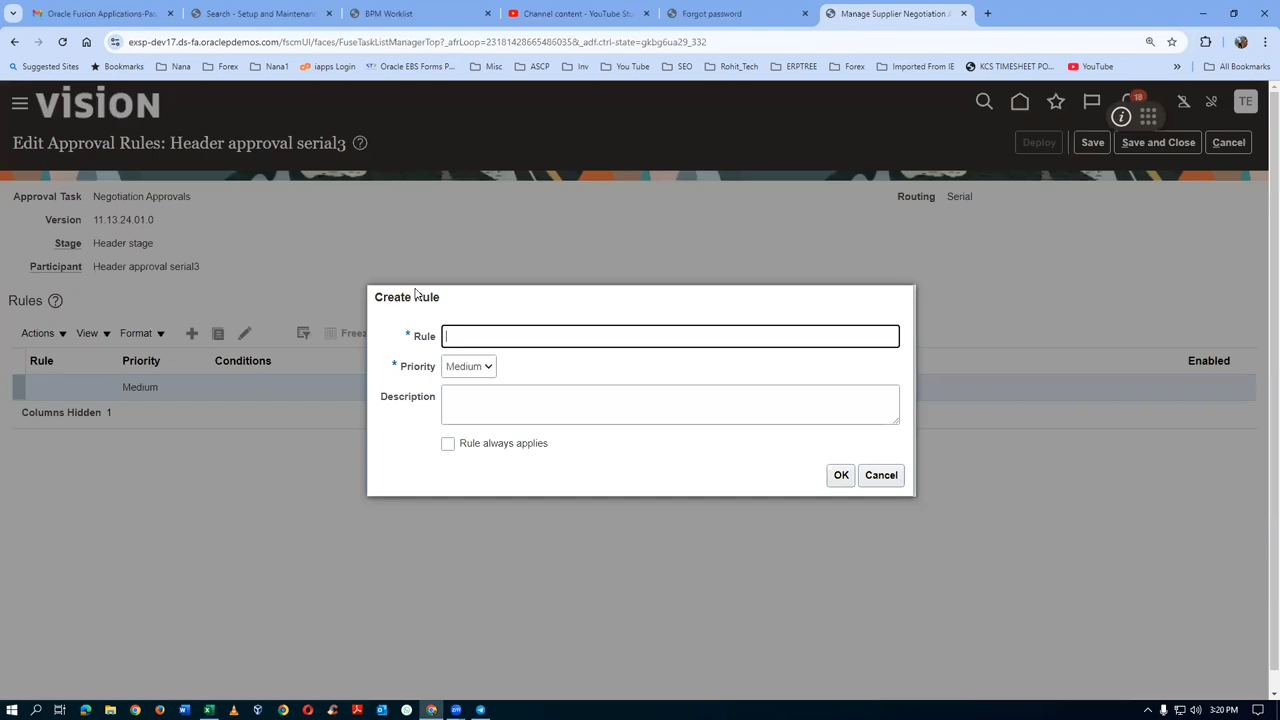 Oracle Fusion Applications-Pas
Search - Setup and Maintenanc
BPM Worklist
Channel content - YouTube Stu
Forgot password
Manage Supplier Negotiation A
exsp-dev17.ds-fa.oraclepdemos.com/fscmUI/faces/FuseTaskListManagerTop?_afrLoop=23181428665486035&_adf.ctrl-state=gkbg6ua29_332
Suggested Sites Bookmarks Nana Forex Nana1 iapps Login Oracle EBS Forms P... Misc ASCP Inv You Tube SEO Rohit_Tech ERPTREE Forex Imported From IE KCS TIMESHEET PO... YouTube » All Bookmarks
VISION
18
TE
Edit Approval Rules: Header approval serial3
Deploy Save Save and Close Cancel
Approval Task Negotiation Approvals
Routing Serial
Version 11.13.24.01.0
Stage Header stage
Participant Header approval serial3
Rules
Actions View Format Freez
Rule Priority Conditions Enabled
Medium
Columns Hidden 1
Create Rule
* Rule
* Priority Medium
Description
Rule always applies
OK Cancel
3:20 PM